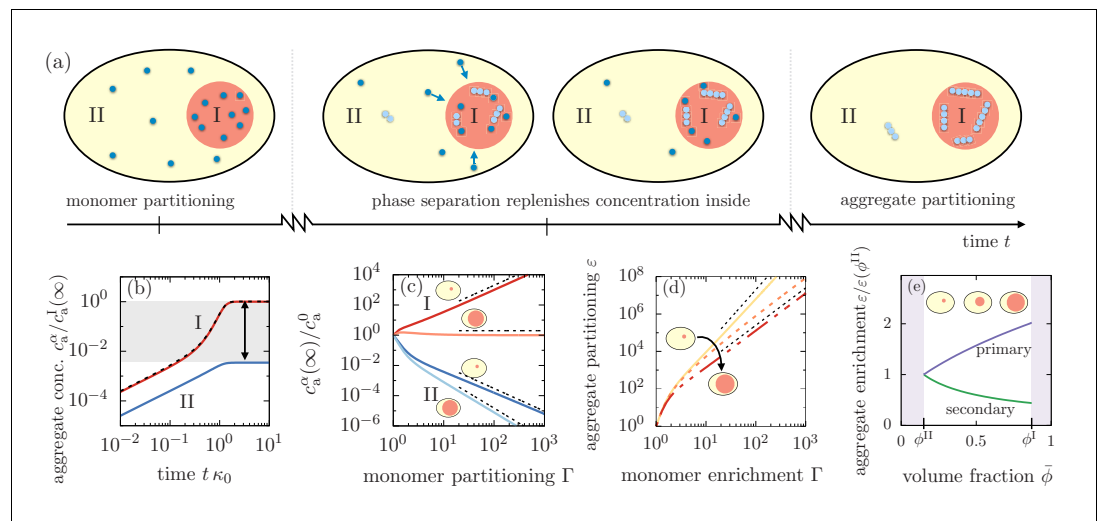 (a)
II
I
II
I
II
I
II
I
monomer partitioning
phase separation replenishes concentration inside
aggregate partitioning
time t
(b)
aggregate conc. c_a^α/c_a^I(∞)
10^0
10^−2
10^−4
I
II
10^−2
10^−1
10^0
10^1
time t κ_0
(c)
c_a^α(∞)/c_a^0
10^4
10^2
10^0
10^−2
10^−4
10^−6
I
II
10^0
10^1
10^2
10^3
monomer partitioning Γ
(d)
aggregate partitioning ε
10^8
10^6
10^4
10^2
10^0
10^0
10^1
10^2
10^3
monomer enrichment Γ
(e)
aggregate enrichment ε/ε(ϕ^II)
2
1
primary
secondary
0
ϕ^II
0.5
ϕ^I
1
volume fraction ϕ̄